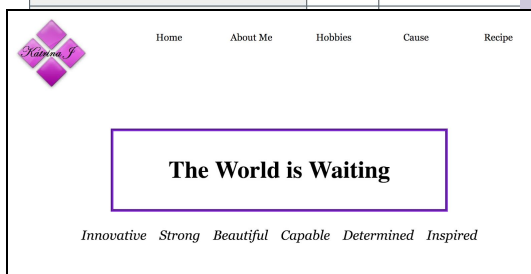 Katrina J
Home About Me Hobbies Cause Recipe
The World is Waiting
Innovative Strong Beautiful Capable Determined Inspired